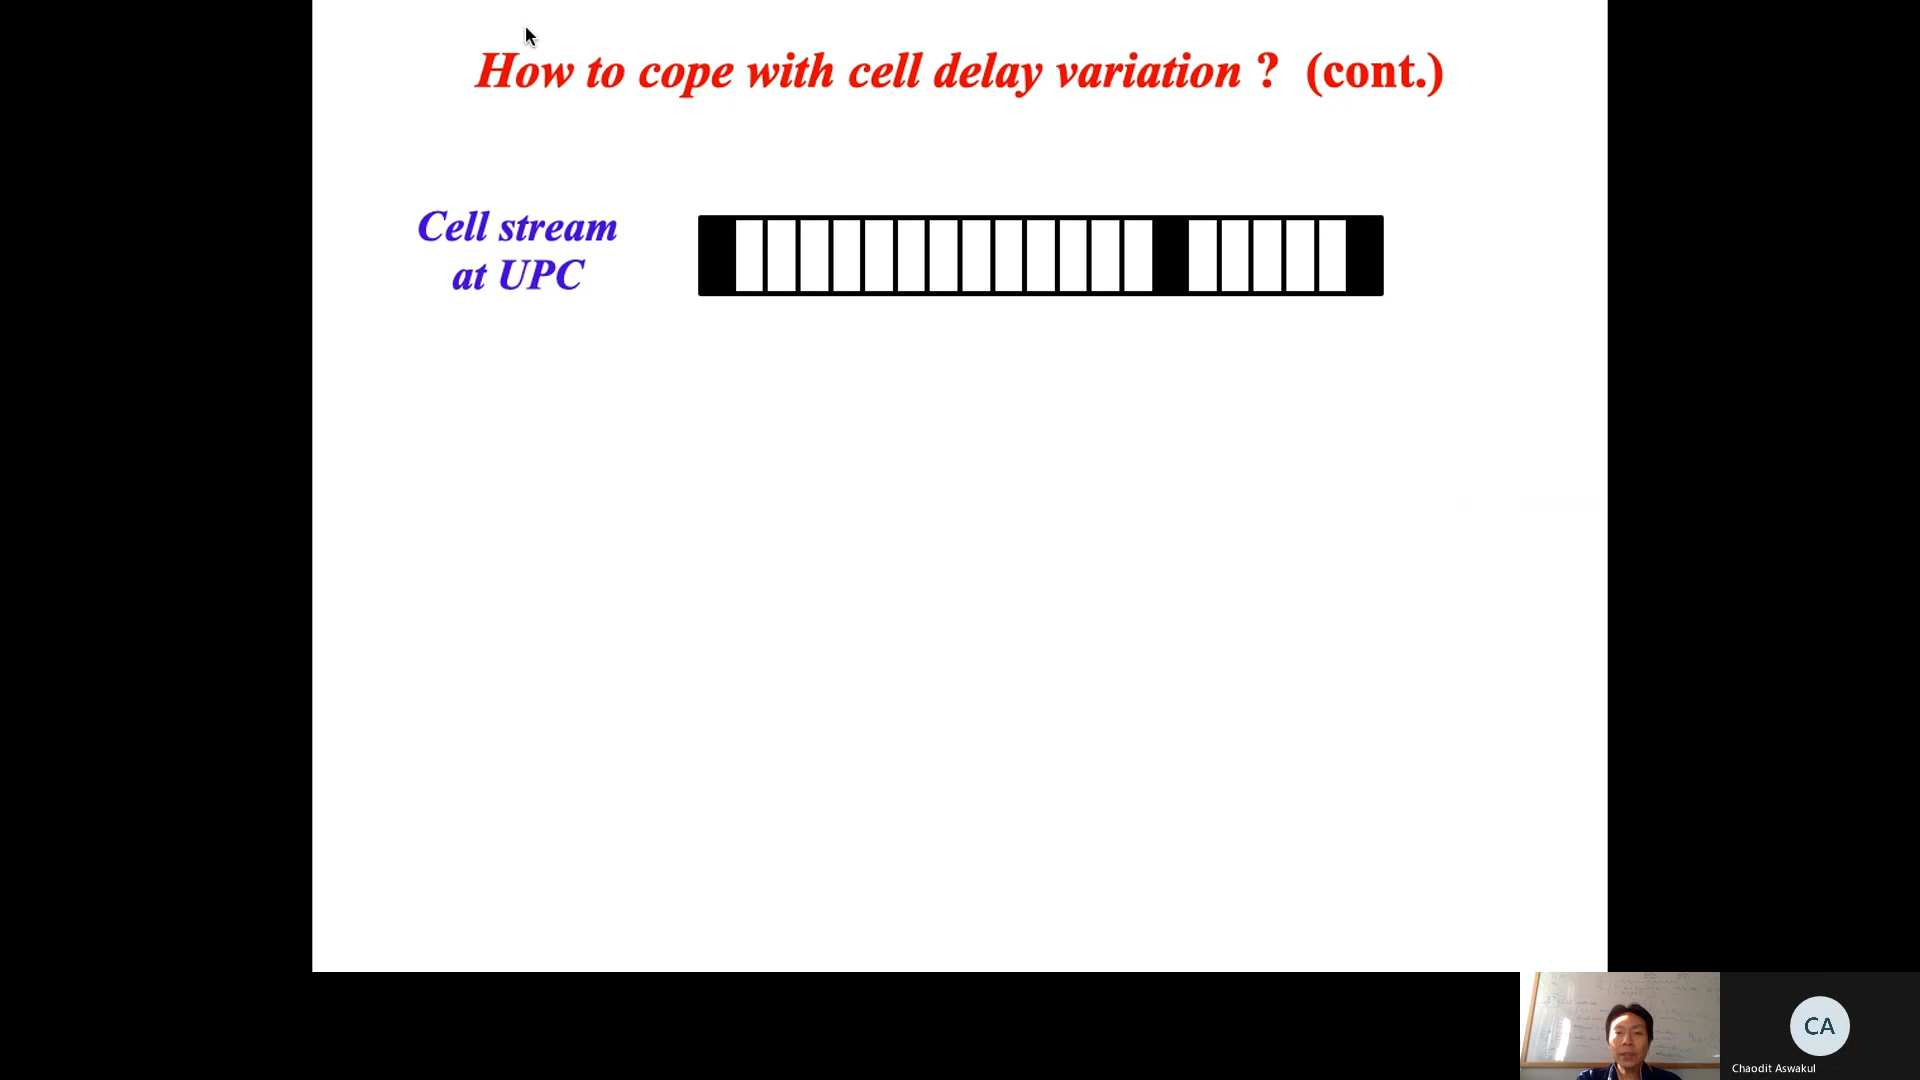 How to cope with cell delay variation ? (cont.)
Cell stream
at UPC
CA
Chaodit Aswakul